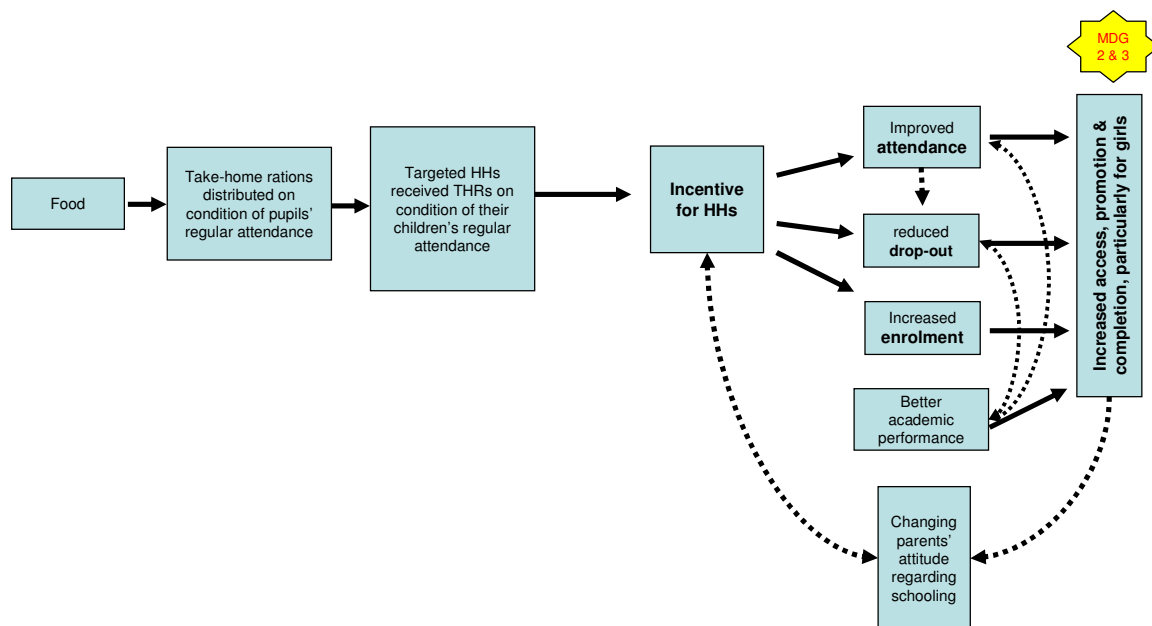 MDG
2 & 3
Food
Take-home rations
distributed on
condition of pupils’
regular attendance
Targeted HHs
received THRs on
condition of their
children’s regular
attendance
Incentive
for HHs
Improved
attendance
reduced
drop-out
Increased
enrolment
Better
academic
performance
Increased access, promotion &
completion, particularly for girls
Changing
parents’
attitude
regarding
schooling